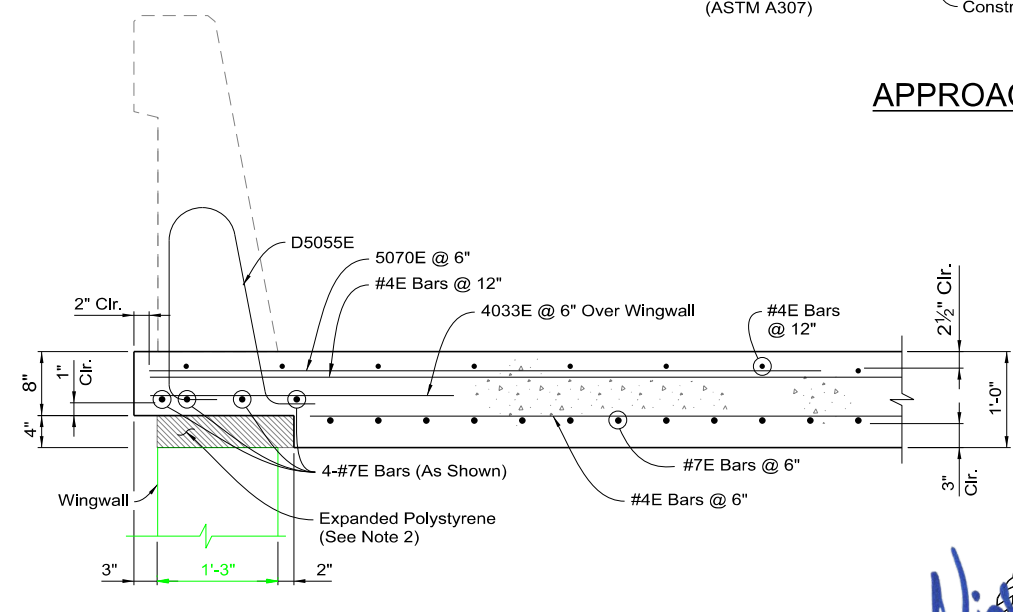 (ASTM A307)
Constr
APPROAC
D5055E
5070E @ 6"
#4E Bars @ 12"
2" Clr.
4033E @ 6" Over Wingwall
#4E Bars
@ 12"
2½" Clr.
8"
1"
Clr.
1'-0"
4"
4-#7E Bars (As Shown)
#7E Bars @ 6"
3"
Clr.
Wingwall
#4E Bars @ 6"
Expanded Polystyrene
(See Note 2)
3"
1'-3"
2"